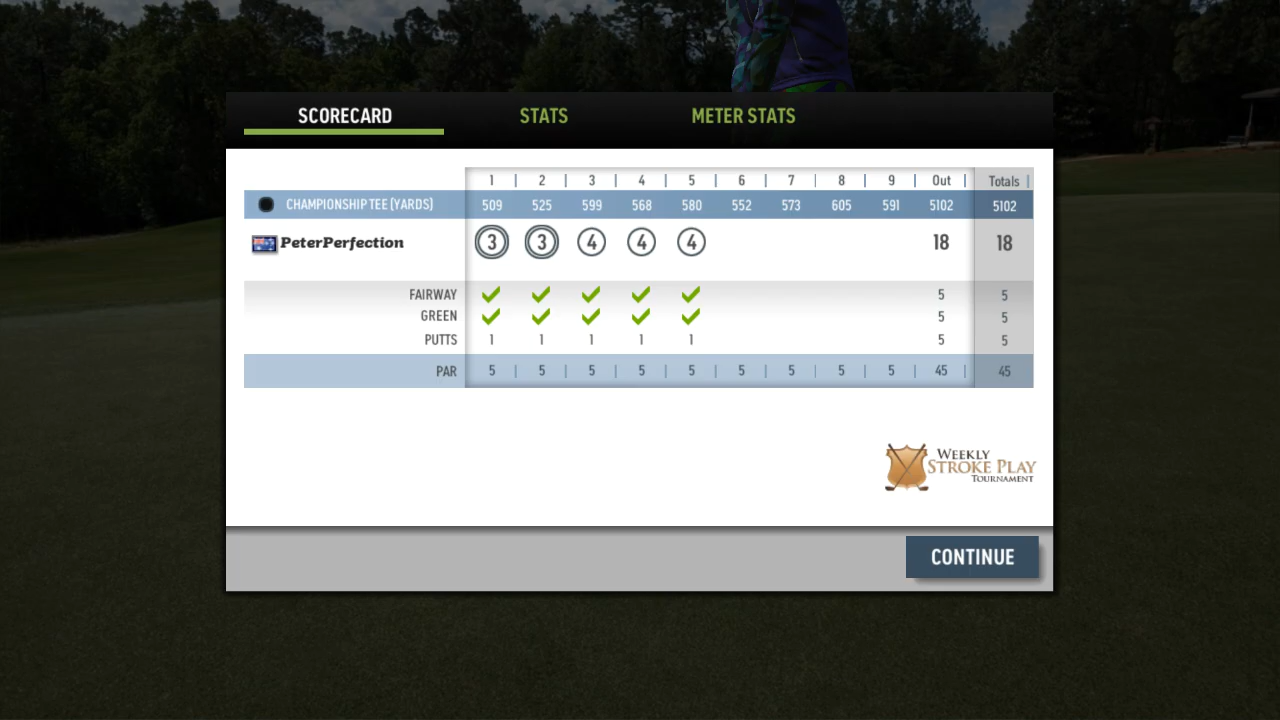 SCORECARD STATS METER STATS
1 | 2 | 3 | 4 | 5 | 6 | 7 | 8 | 9 | Out | Totals |
CHAMPIONSHIP TEE (YARDS) 509 525 599 568 580 552 573 605 591 5102 5102
PeterPerfection 3 3 4 4 4 18 18
FAIRWAY 5 5
GREEN 5 5
PUTTS 1 1 1 1 1 5 5
PAR 5 | 5 | 5 | 5 | 5 | 5 | 5 | 5 | 5 | 45 | 45
WEEKLY
STROKE PLAY
TOURNAMENT
CONTINUE